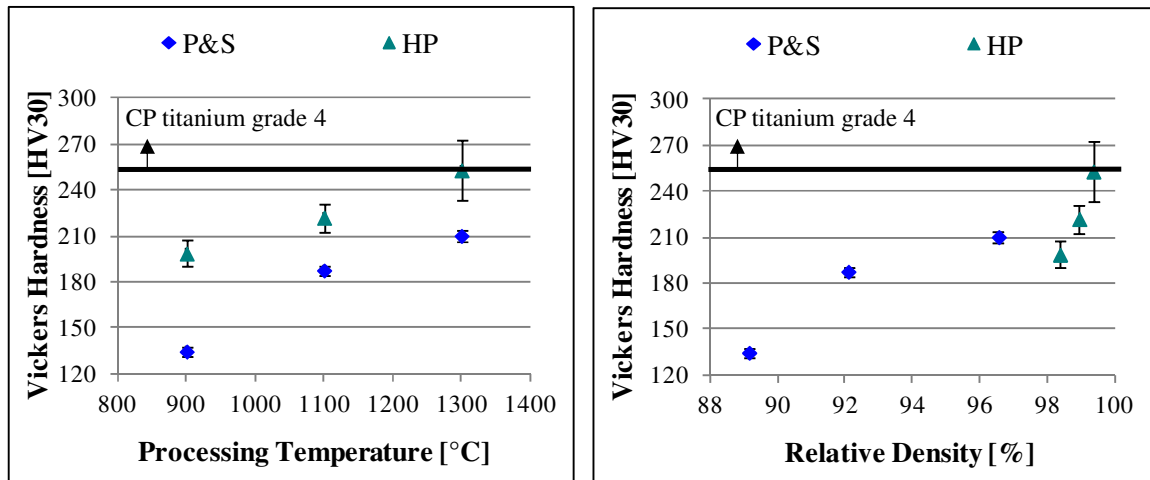 P&S HP
Vickers Hardness [HV30]
300
270
240
210
180
150
120
CP titanium grade 4
800 900 1000 1100 1200 1300 1400
Processing Temperature [°C]
P&S HP
Vickers Hardness [HV30]
300
270
240
210
180
150
120
CP titanium grade 4
88 90 92 94 96 98 100
Relative Density [%]